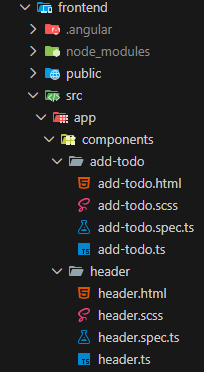 frontend
.angular
node_modules
public
src
app
components
add-todo
add-todo.html
add-todo.scss
add-todo.spec.ts
add-todo.ts
header
header.html
header.scss
header.spec.ts
header.ts